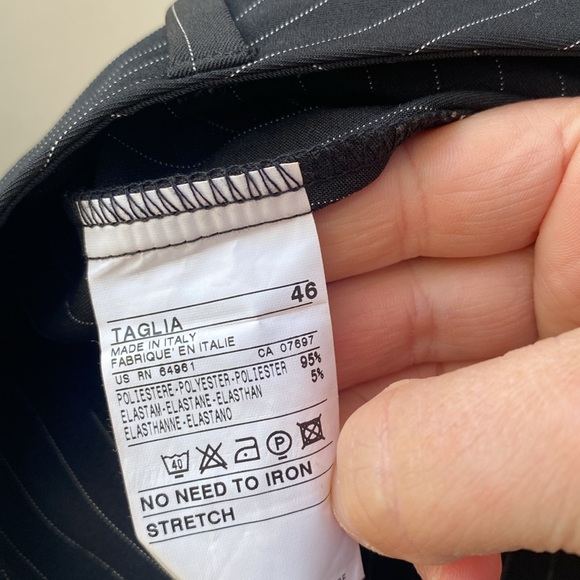 46
TAGLIA
MADE IN ITALY
FABRIQUE EN ITALIE
US RN 64961 CA 07697
POLIESTERE-POLYESTER-POLIESTER 95%
ELASTAM-ELASTANE-ELASTHAN 5%
ELASTHANNE-ELASTANO
40 P
NO NEED TO IRON
STRETCH